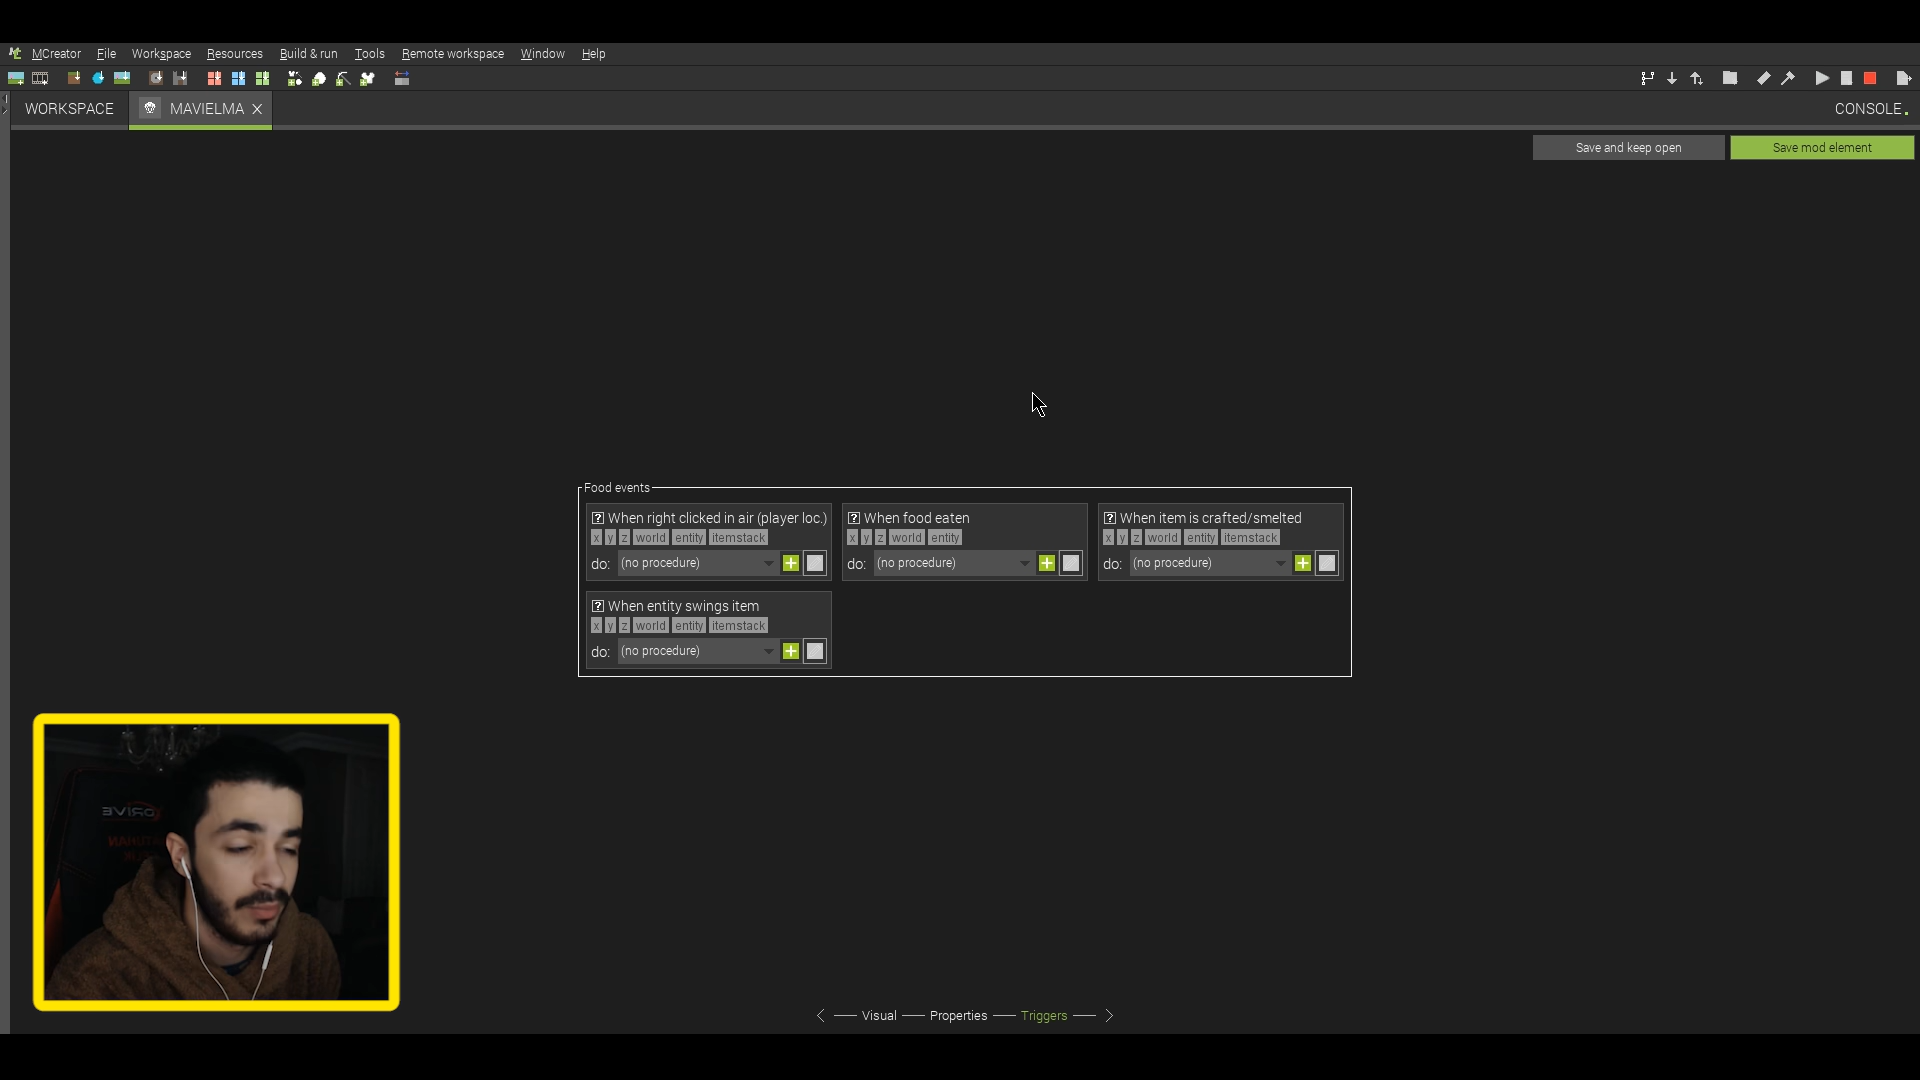 MCreator File Workspace Resources Build & run Tools Remote workspace Window Help
WORKSPACE MAVIELMA CONSOLE
Save and keep open Save mod element
Food events
When right clicked in air (player loc.) When food eaten When item is crafted/smelted
x y z world entity itemstack x y z world entity x y z world entity itemstack
do: (no procedure) do: (no procedure) do: (no procedure)
When entity swings item
x y z world entity itemstack
do: (no procedure)
Visual Properties Triggers